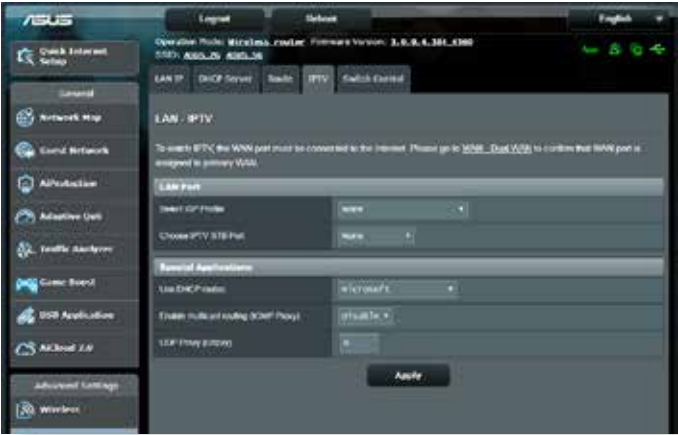 ASUS
Logout
Reboot
English
Operation Mode: Wireless router Firmware Version:
SSID:
Quick Internet
Setup
LAN IP
DHCP Server
Route
IPTV
Switch Control
General
Network Map
Guest Network
AiProtection
Adaptive QoS
Traffic Analyzer
Game Boost
USB Application
AiCloud 2.0
Advanced Settings
Wireless
LAN - IPTV
To watch IPTV, the WAN port must be connected to the Internet. Please go to WAN - Dual WAN to confirm that WAN port is
assigned to primary WAN.
LAN Port
Select ISP Profile
None
Choose IPTV STB Port
None
Special Applications
Use DHCP routes
Microsoft
Enable multicast routing (IGMP Proxy)
Disable
UDP Proxy (Udpxy)
0
Apply